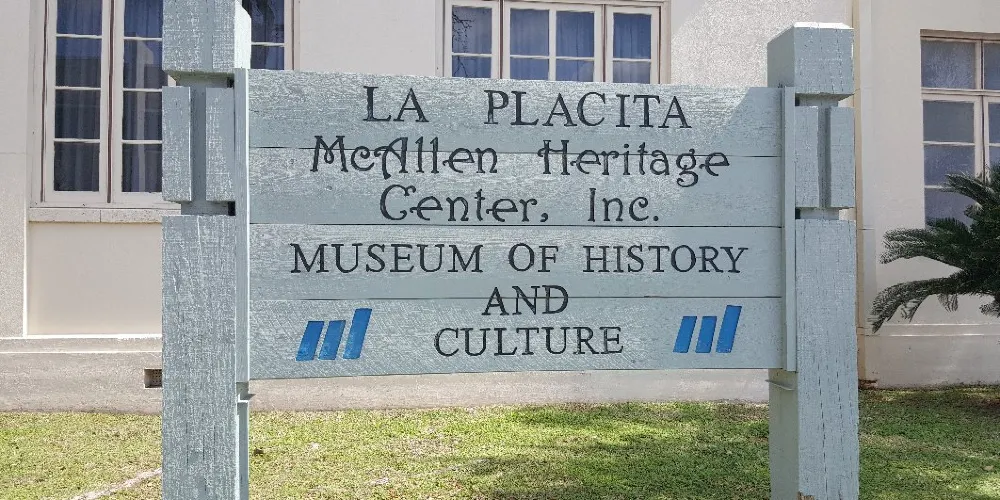 LA PLACITA
McAllen Heritage
Center, Inc.
MUSEUM OF HISTORY
AND
CULTURE